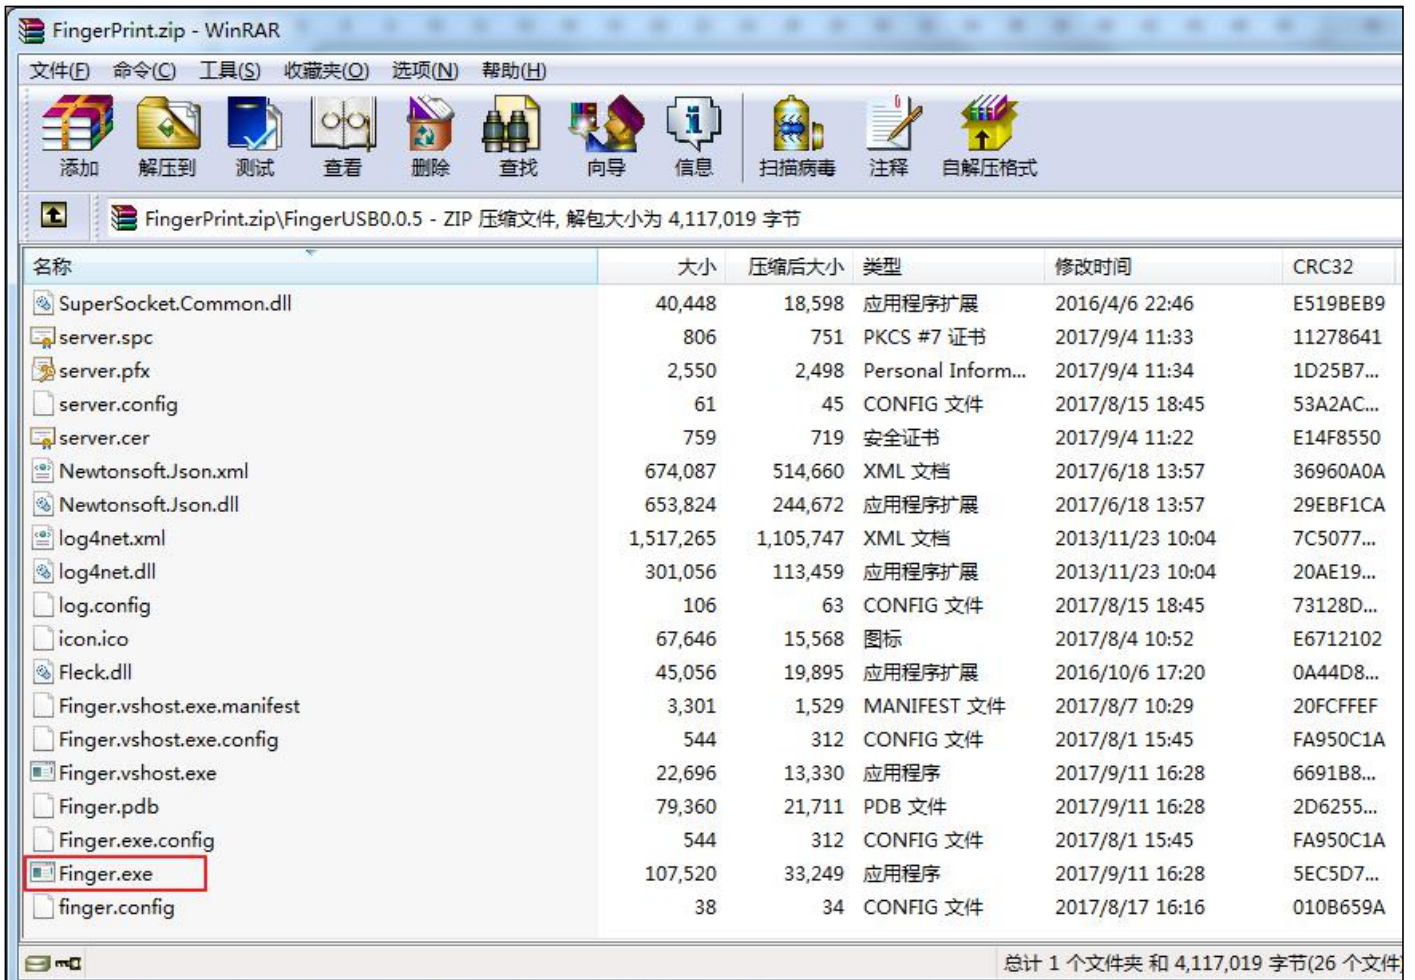 FingerPrint.zip - WinRAR
文件(F) 命令(C) 工具(S) 收藏夹(O) 选项(N) 帮助(H)
添加 解压到 测试 查看 删除 查找 向导 信息 扫描病毒 注释 自解压格式
FingerPrint.zip\FingerUSB0.0.5 - ZIP 压缩文件, 解包大小为 4,117,019 字节
名称 大小 压缩后大小 类型 修改时间 CRC32
SuperSocket.Common.dll 40,448 18,598 应用程序扩展 2016/4/6 22:46 E519BEB9
server.spc 806 751 PKCS #7 证书 2017/9/4 11:33 11278641
server.pfx 2,550 2,498 Personal Inform... 2017/9/4 11:34 1D25B7...
server.config 61 45 CONFIG 文件 2017/8/15 18:45 53A2AC...
server.cer 759 719 安全证书 2017/9/4 11:22 E14F8550
Newtonsoft.Json.xml 674,087 514,660 XML 文档 2017/6/18 13:57 36960A0A
Newtonsoft.Json.dll 653,824 244,672 应用程序扩展 2017/6/18 13:57 29EBF1CA
log4net.xml 1,517,265 1,105,747 XML 文档 2013/11/23 10:04 7C5077...
log4net.dll 301,056 113,459 应用程序扩展 2013/11/23 10:04 20AE19...
log.config 106 63 CONFIG 文件 2017/8/15 18:45 73128D...
icon.ico 67,646 15,568 图标 2017/8/4 10:52 E6712102
Fleck.dll 45,056 19,895 应用程序扩展 2016/10/6 17:20 0A44D8...
Finger.vshost.exe.manifest 3,301 1,529 MANIFEST 文件 2017/8/7 10:29 20FCFFEF
Finger.vshost.exe.config 544 312 CONFIG 文件 2017/8/1 15:45 FA950C1A
Finger.vshost.exe 22,696 13,330 应用程序 2017/9/11 16:28 6691B8...
Finger.pdb 79,360 21,711 PDB 文件 2017/9/11 16:28 2D6255...
Finger.exe.config 544 312 CONFIG 文件 2017/8/1 15:45 FA950C1A
Finger.exe 107,520 33,249 应用程序 2017/9/11 16:28 5EC5D7...
finger.config 38 34 CONFIG 文件 2017/8/17 16:16 010B659A
总计 1 个文件夹 和 4,117,019 字节(26 个文件